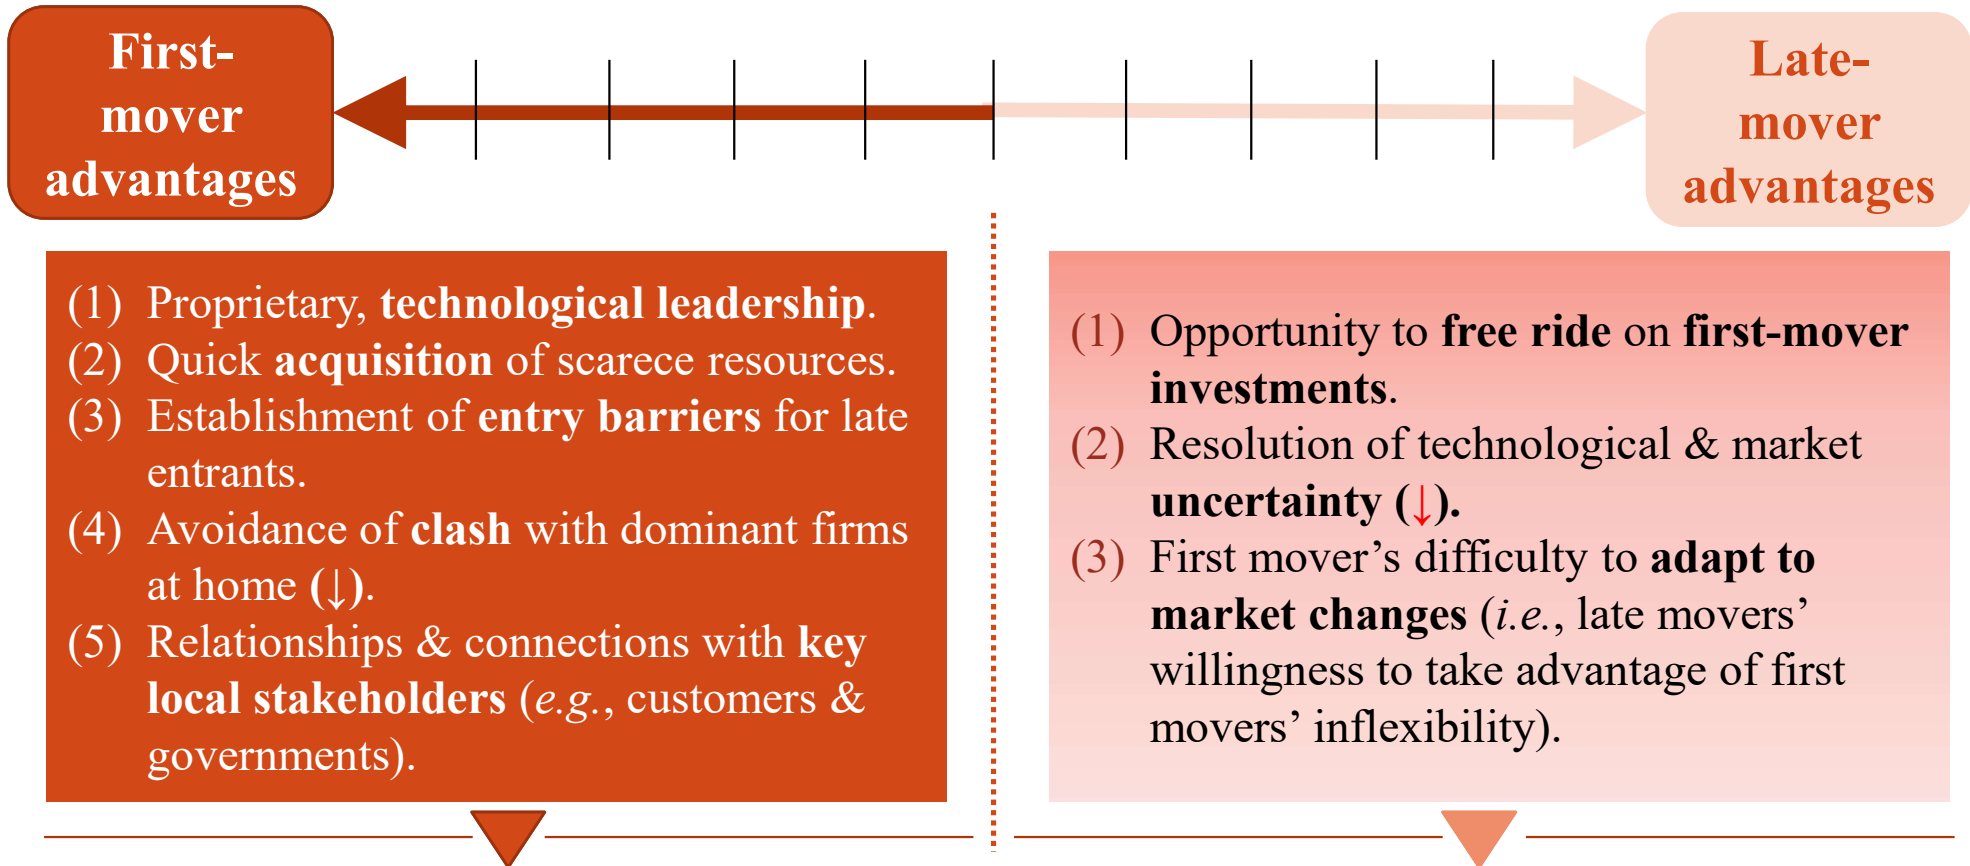 First-
mover
advantages
Late-
mover
advantages
(1) Proprietary, technological leadership.
(2) Quick acquisition of scarece resources.
(3) Establishment of entry barriers for late
entrants.
(4) Avoidance of clash with dominant firms
at home (↓).
(5) Relationships & connections with key
local stakeholders (e.g., customers &
governments).
(1) Opportunity to free ride on first-mover
investments.
(2) Resolution of technological & market
uncertainty (↓).
(3) First mover’s difficulty to adapt to
market changes (i.e., late movers’
willingness to take advantage of first
movers’ inflexibility).